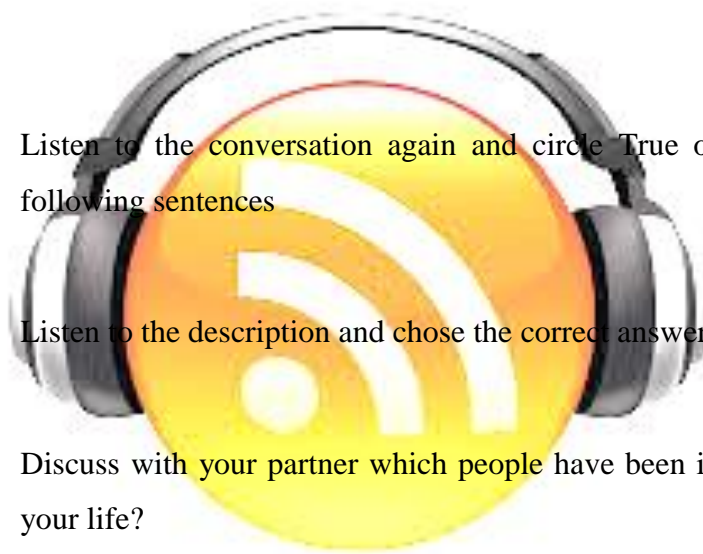 Listen to the conversation again and circle True o
following sentences
Listen to the description and chose the correct answer
Discuss with your partner which people have been i
your life?